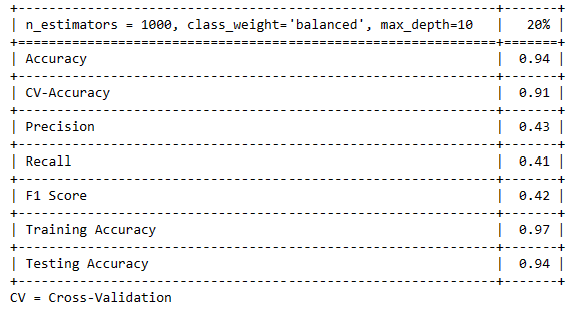 n_estimators = 1000, class_weight='balanced', max_depth=10 | 20%
Accuracy | 0.94
CV-Accuracy | 0.91
Precision | 0.43
Recall | 0.41
F1 Score | 0.42
Training Accuracy | 0.97
Testing Accuracy | 0.94
CV = Cross-Validation